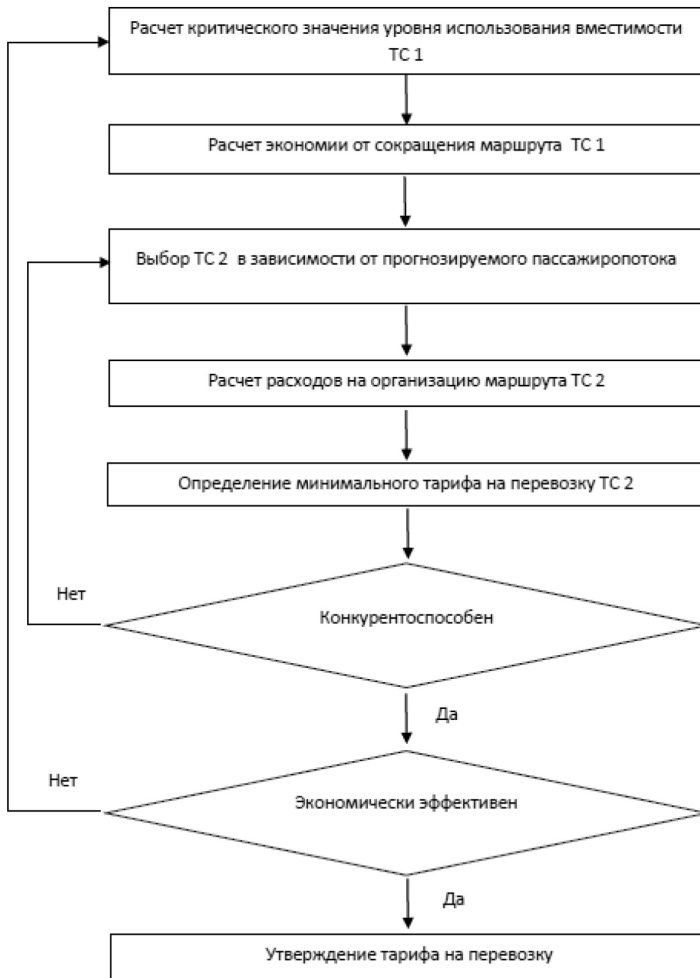 Расчет критического значения уровня использования вместимости
ТС 1
Расчет экономии от сокращения маршрута ТС 1
Выбор ТС 2 в зависимости от прогнозируемого пассажиропотока
Расчет расходов на организацию маршрута ТС 2
Определение минимального тарифа на перевозку ТС 2
Нет
Конкурентоспособен
Да
Нет
Экономически эффективен
Да
Утверждение тарифа на перевозку